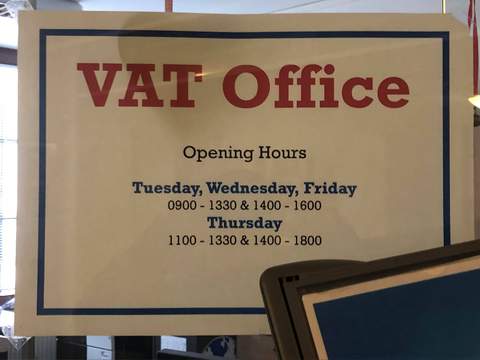 VAT Office
Opening Hours
Tuesday, Wednesday, Friday
0900 - 1330 & 1400 - 1600
Thursday
1100 - 1330 & 1400 - 1800